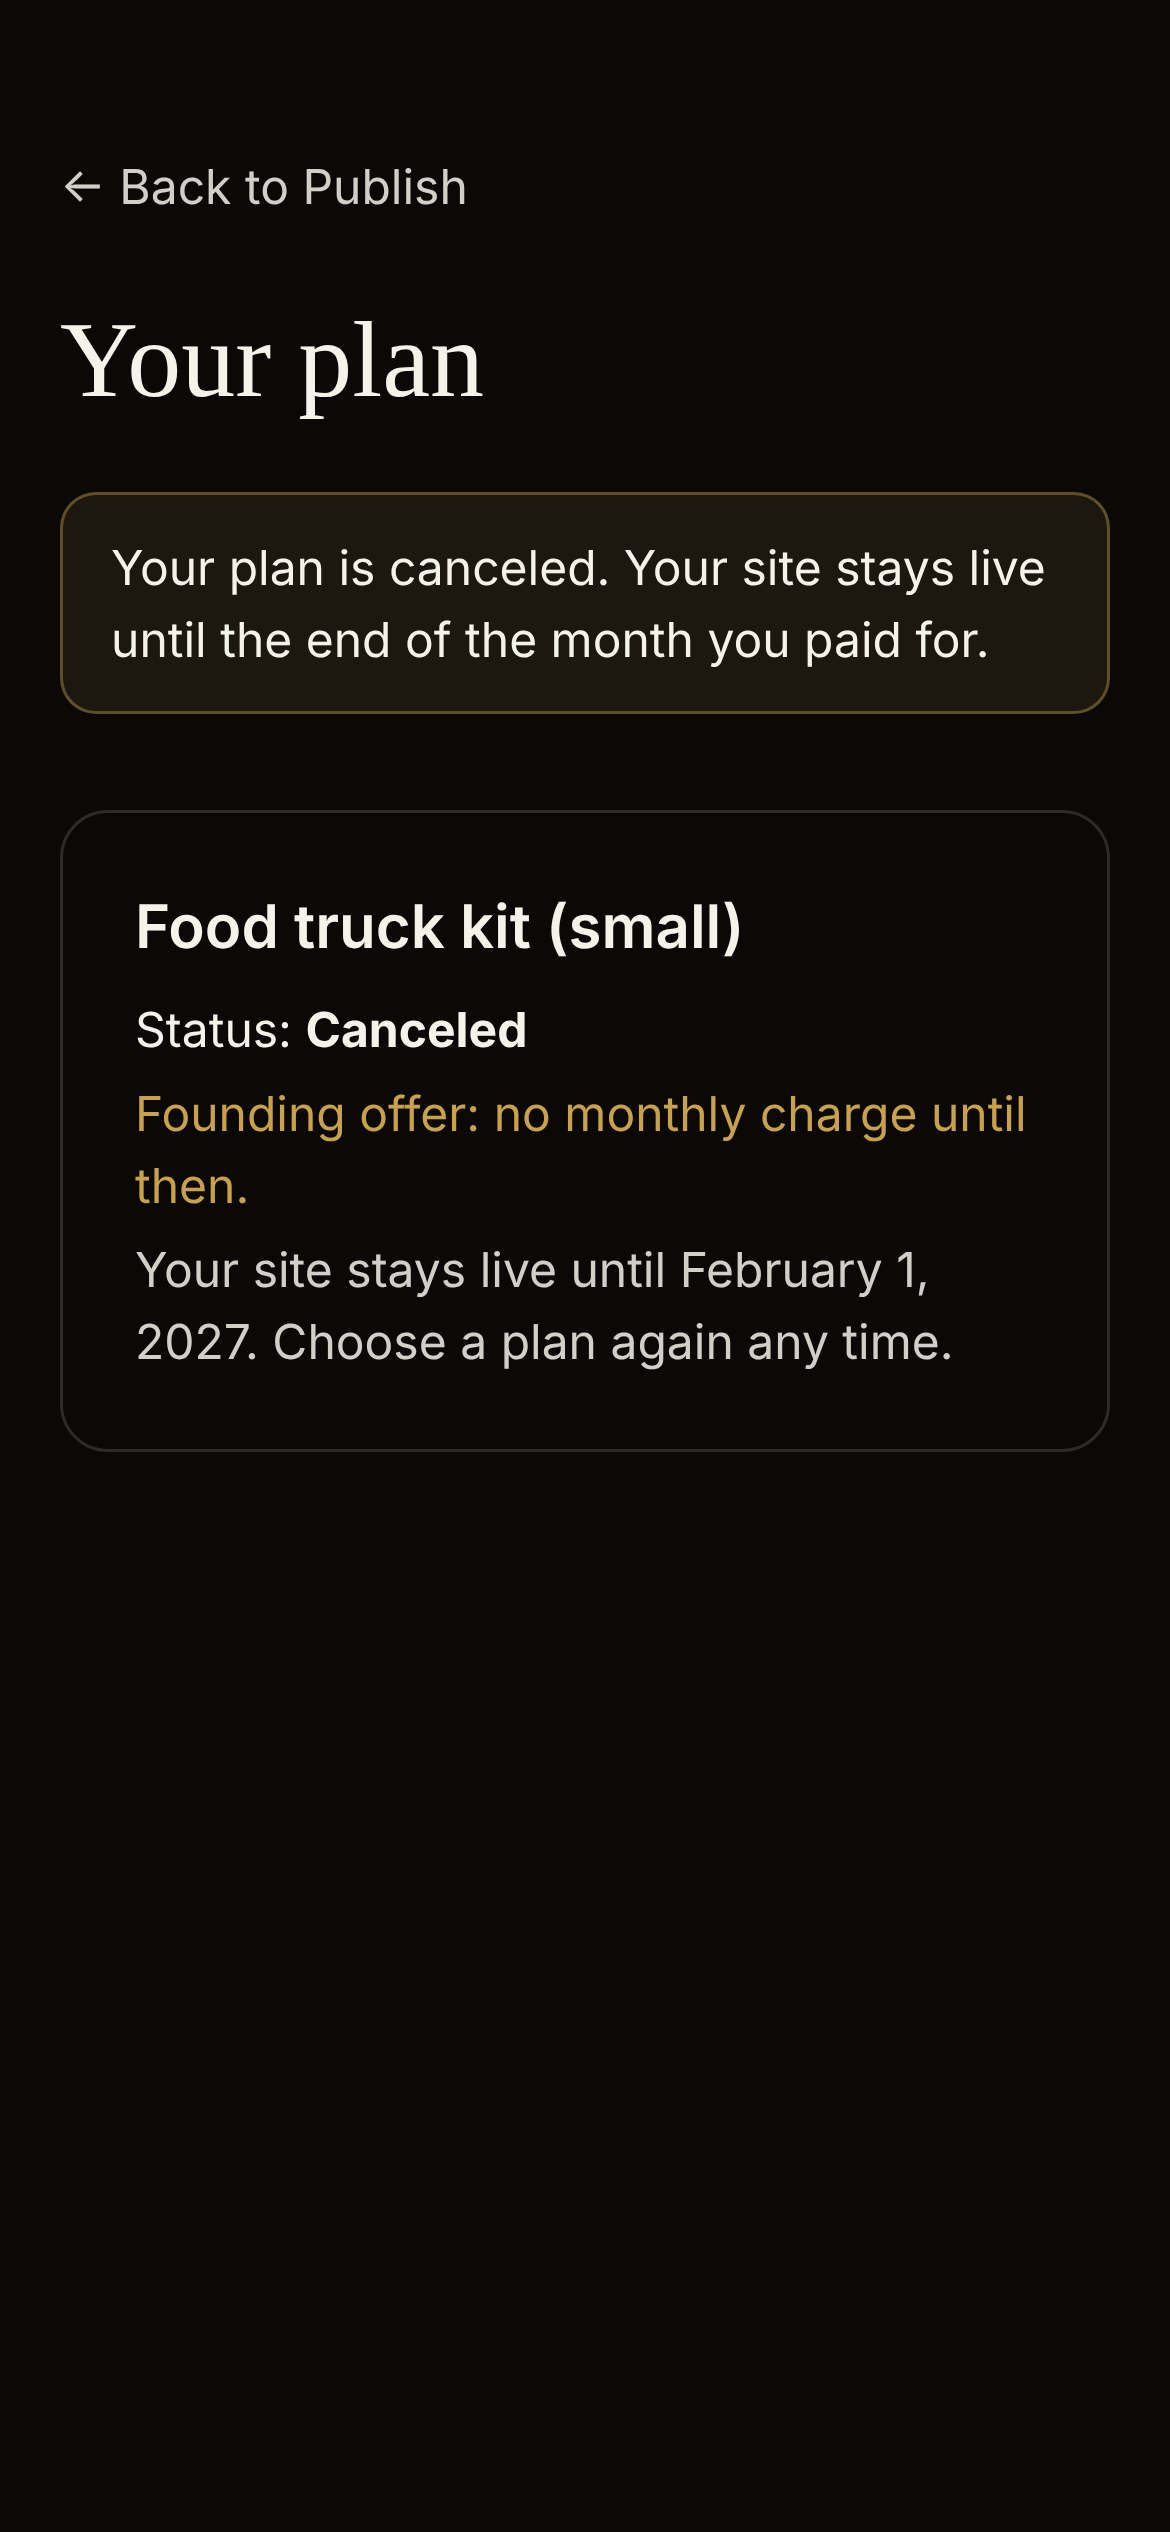 ← Back to Publish
Your plan
Your plan is canceled. Your site stays live
until the end of the month you paid for.
Food truck kit (small)
Status: Canceled
Founding offer: no monthly charge until
then.
Your site stays live until February 1,
2027. Choose a plan again any time.